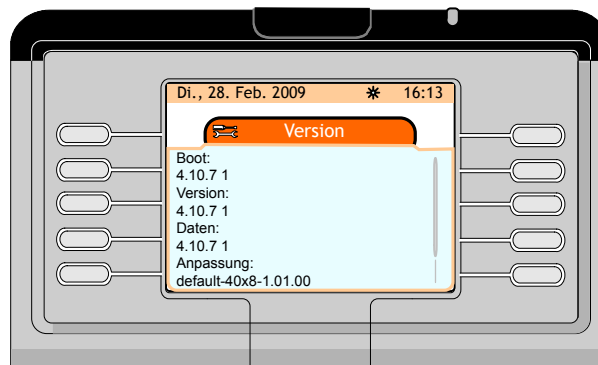 Di., 28. Feb. 2009 16:13
Version
Boot:
4.10.7 1
Version:
4.10.7 1
Daten:
4.10.7 1
Anpassung:
default-40x8-1.01.00